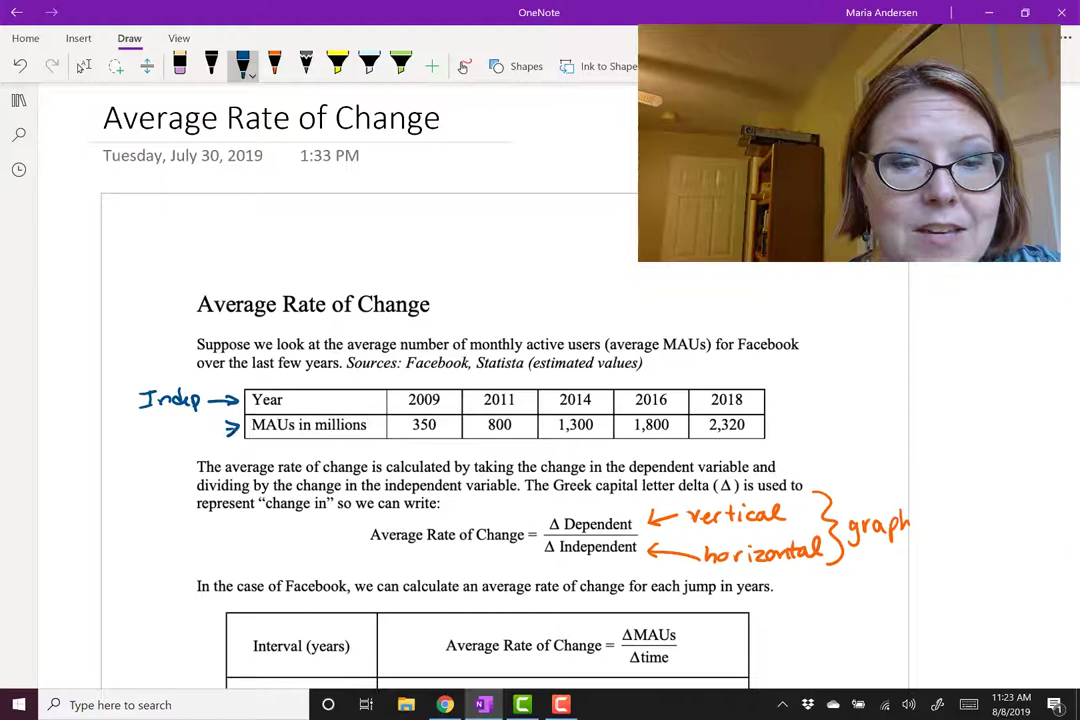 OneNote
Maria Andersen
Home Insert Draw View
Shapes Ink to Shape
Average Rate of Change
Tuesday, July 30, 2019 1:33 PM
Average Rate of Change
Suppose we look at the average number of monthly active users (average MAUs) for Facebook
over the last few years. Sources: Facebook, Statista (estimated values)
Indep → Year 2009 2011 2014 2016 2018
MAUs in millions 350 800 1,300 1,800 2,320
The average rate of change is calculated by taking the change in the dependent variable and
dividing by the change in the independent variable. The Greek capital letter delta (Δ) is used to
represent “change in” so we can write:
Average Rate of Change = Δ Dependent / Δ Independent
← vertical
← horizontal
} graph
In the case of Facebook, we can calculate an average rate of change for each jump in years.
Interval (years) Average Rate of Change = ΔMAUs / Δtime
Type here to search
11:23 AM
8/8/2019
1